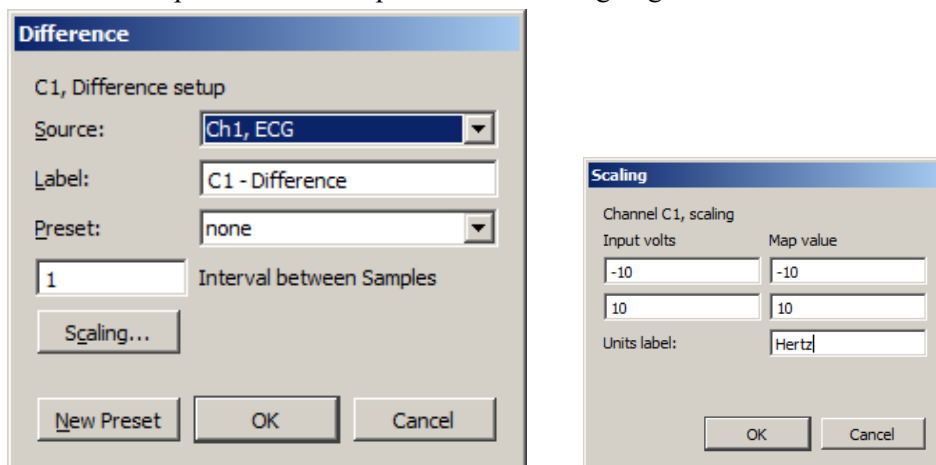 Difference
C1, Difference setup
Source: Ch1, ECG
Label: C1 - Difference
Preset: none
1 Interval between Samples
Scaling...
New Preset OK Cancel
Scaling
Channel C1, scaling
Input volts Map value
-10 -10
10 10
Units label: Hertz
OK Cancel